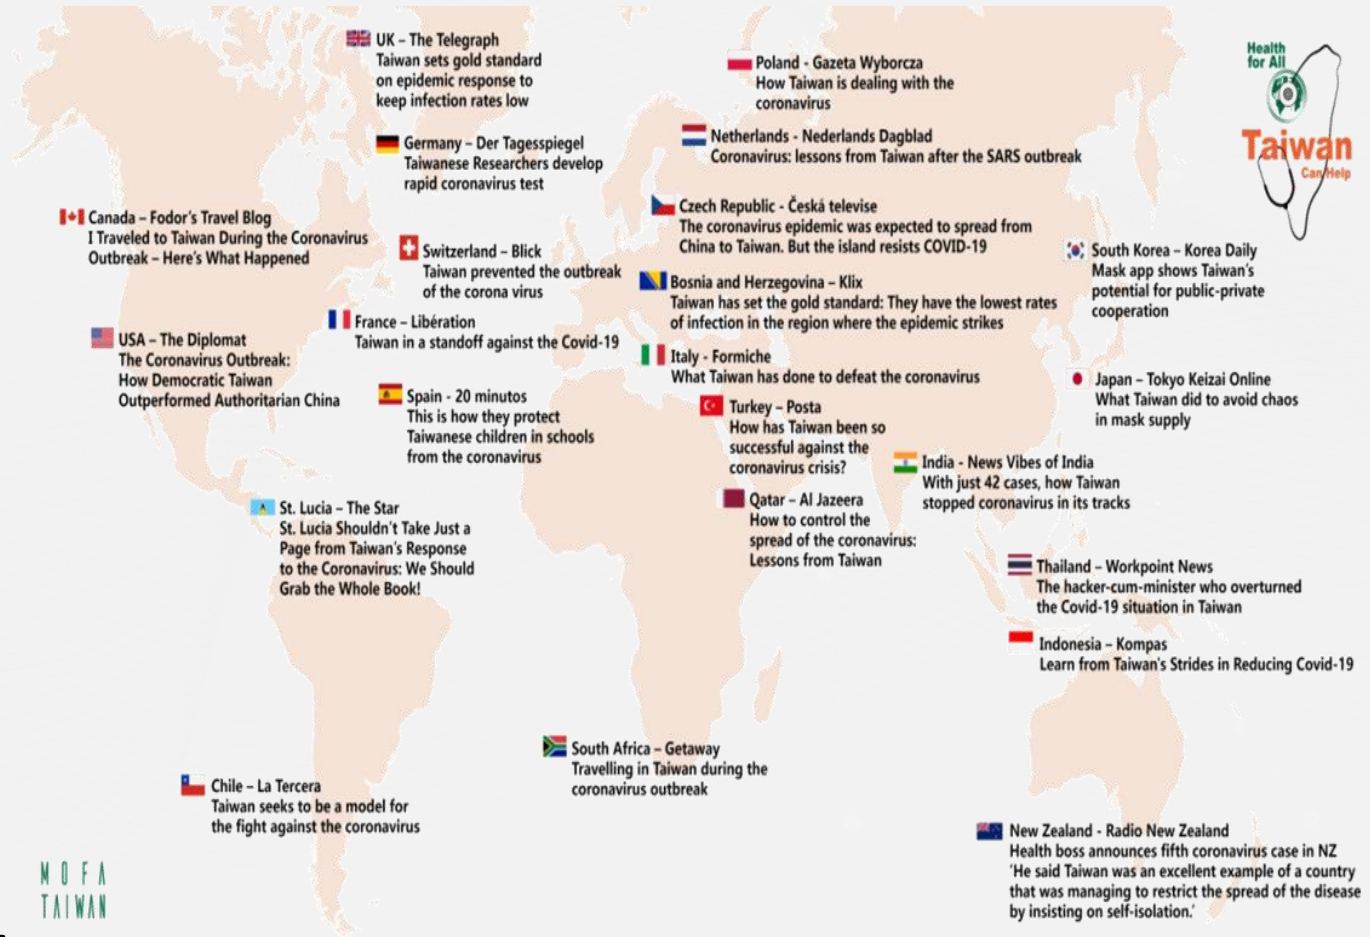 UK – The Telegraph
Taiwan sets gold standard
on epidemic response to
keep infection rates low
Poland - Gazeta Wyborcza
How Taiwan is dealing with the
coronavirus
Health
for All
Taiwan
Can Help
Germany – Der Tagesspiegel
Taiwanese Researchers develop
rapid coronavirus test
Netherlands - Nederlands Dagblad
Coronavirus: lessons from Taiwan after the SARS outbreak
Canada – Fodor's Travel Blog
I Traveled to Taiwan During the Coronavirus
Outbreak – Here's What Happened
Switzerland – Blick
Taiwan prevented the outbreak
of the corona virus
Czech Republic - Česká televise
The coronavirus epidemic was expected to spread from
China to Taiwan. But the island resists COVID-19
South Korea – Korea Daily
Mask app shows Taiwan's
potential for public-private
cooperation
Bosnia and Herzegovina – Klix
Taiwan has set the gold standard: They have the lowest rates
of infection in the region where the epidemic strikes
France – Libération
Taiwan in a standoff against the Covid-19
USA – The Diplomat
The Coronavirus Outbreak:
How Democratic Taiwan
Outperformed Authoritarian China
Italy - Formiche
What Taiwan has done to defeat the coronavirus
Japan – Tokyo Keizai Online
What Taiwan did to avoid chaos
in mask supply
Spain - 20 minutos
This is how they protect
Taiwanese children in schools
from the coronavirus
Turkey – Posta
How has Taiwan been so
successful against the
coronavirus crisis?
India - News Vibes of India
With just 42 cases, how Taiwan
stopped coronavirus in its tracks
Qatar – Al Jazeera
How to control the
spread of the coronavirus:
Lessons from Taiwan
St. Lucia – The Star
St. Lucia Shouldn't Take Just a
Page from Taiwan's Response
to the Coronavirus: We Should
Grab the Whole Book!
Thailand – Workpoint News
The hacker-cum-minister who overturned
the Covid-19 situation in Taiwan
Indonesia – Kompas
Learn from Taiwan's Strides in Reducing Covid-19
South Africa – Getaway
Travelling in Taiwan during the
coronavirus outbreak
Chile – La Tercera
Taiwan seeks to be a model for
the fight against the coronavirus
New Zealand - Radio New Zealand
Health boss announces fifth coronavirus case in NZ
'He said Taiwan was an excellent example of a country
that was managing to restrict the spread of the disease
by insisting on self-isolation.'
MOFA
TAIWAN